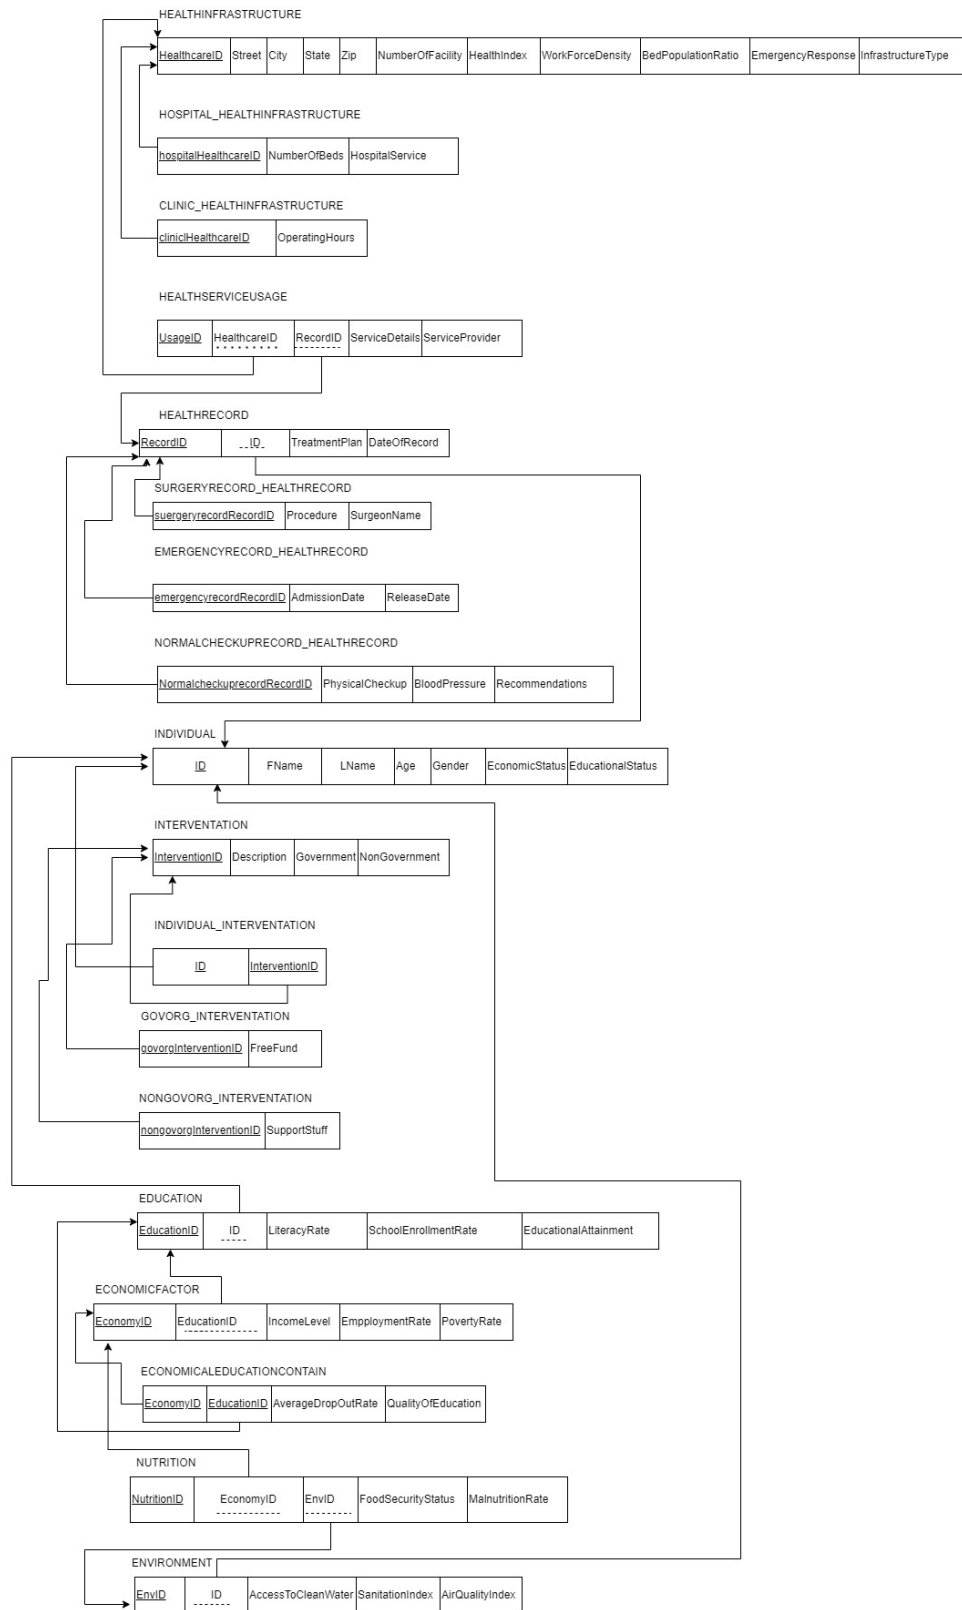 HEALTHINFRASTRUCTURE
HealthcareID Street City State Zip NumberOfFacility HealthIndex WorkForceDensity BedPopulationRatio EmergencyResponse InfrastructureType
HOSPITAL_HEALTHINFRASTRUCTURE
hospitalHealthcareID NumberOfBeds HospitalService
CLINIC_HEALTHINFRASTRUCTURE
cliniclHealthcareID OperatingHours
HEALTHSERVICEUSAGE
UsageID HealthcareID RecordID ServiceDetails ServiceProvider
HEALTHRECORD
RecordID ID TreatmentPlan DateOfRecord
SURGERYRECORD_HEALTHRECORD
suergeryrecordRecordID Procedure SurgeonName
EMERGENCYRECORD_HEALTHRECORD
emergencyrecordRecordID AdmissionDate ReleaseDate
NORMALCHECKUPRECORD_HEALTHRECORD
NormalcheckuprecordRecordID PhysicalCheckup BloodPressure Recommendations
INDIVIDUAL
ID FName LName Age Gender EconomicStatus EducationalStatus
INTERVENTATION
InterventionID Description Government NonGovernment
INDIVIDUAL_INTERVENTATION
ID InterventionID
GOVORG_INTERVENTATION
govorgInterventionID FreeFund
NONGOVORG_INTERVENTATION
nongovorgInterventionID SupportStuff
EDUCATION
EducationID ID LiteracyRate SchoolEnrollmentRate EducationalAttainment
ECONOMICFACTOR
EconomyID EducationID IncomeLevel EmpploymentRate PovertyRate
ECONOMICALEDUCATIONCONTAIN
EconomyID EducationID AverageDropOutRate QualityOfEducation
NUTRITION
NutritionID EconomyID EnvID FoodSecurityStatus MalnutritionRate
ENVIRONMENT
EnvID ID AccessToCleanWater SanitationIndex AirQualityIndex